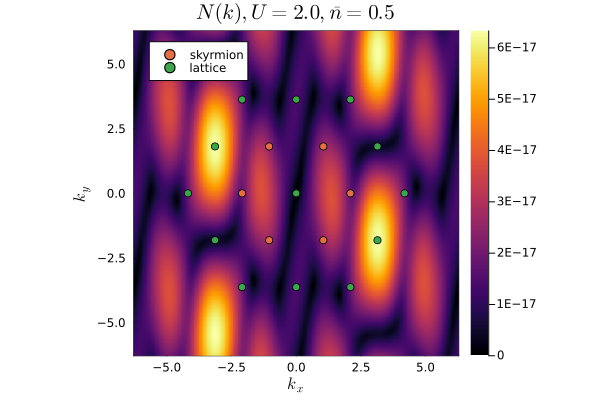 N(k), U = 2.0, n̄ = 0.5
skyrmion
lattice
5.0
2.5
0.0
−2.5
−5.0
k_y
−5.0 −2.5 0.0 2.5 5.0
k_x
6E−17
5E−17
4E−17
3E−17
2E−17
1E−17
0